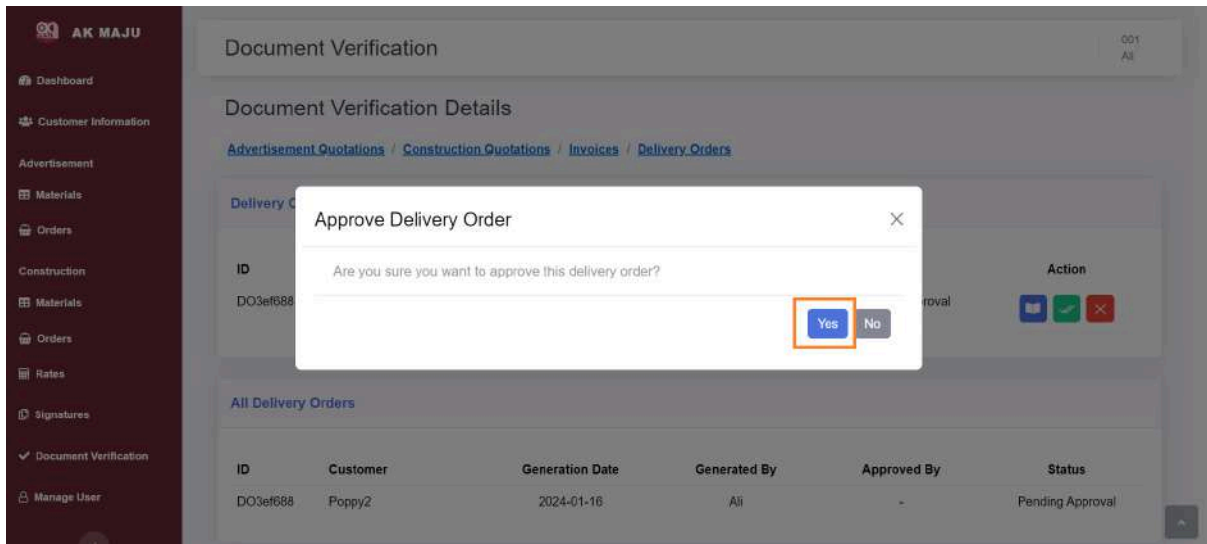 AK MAJU
Dashboard
Customer Information
Advertisement
Materials
Orders
Construction
Materials
Orders
Rates
Signatures
Document Verification
Manage User
Document Verification
001
Ali
Document Verification Details
Advertisement Quotations / Construction Quotations / Invoices / Delivery Orders
Delivery O
Approve Delivery Order
Are you sure you want to approve this delivery order?
Yes No
ID Action
DO3ef688 roval
All Delivery Orders
ID Customer Generation Date Generated By Approved By Status
DO3ef688 Poppy2 2024-01-16 Ali - Pending Approval